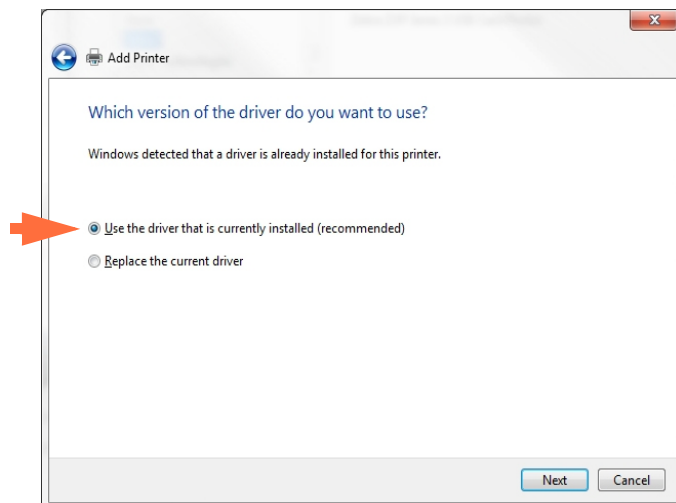 Add Printer
Which version of the driver do you want to use?
Windows detected that a driver is already installed for this printer.
Use the driver that is currently installed (recommended)
Replace the current driver
Next Cancel